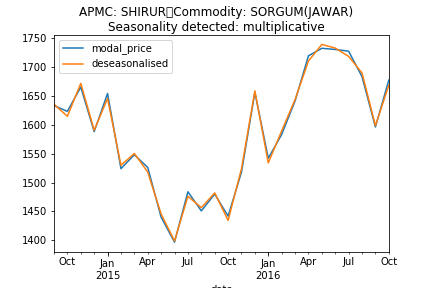 APMC: SHIRUR▯Commodity: SORGUM(JAWAR)
Seasonality detected: multiplicative
modal_price
deseasonalised
1750
1700
1650
1600
1550
1500
1450
1400
Oct
Jan
2015
Apr
Jul
Oct
Jan
2016
Apr
Jul
Oct